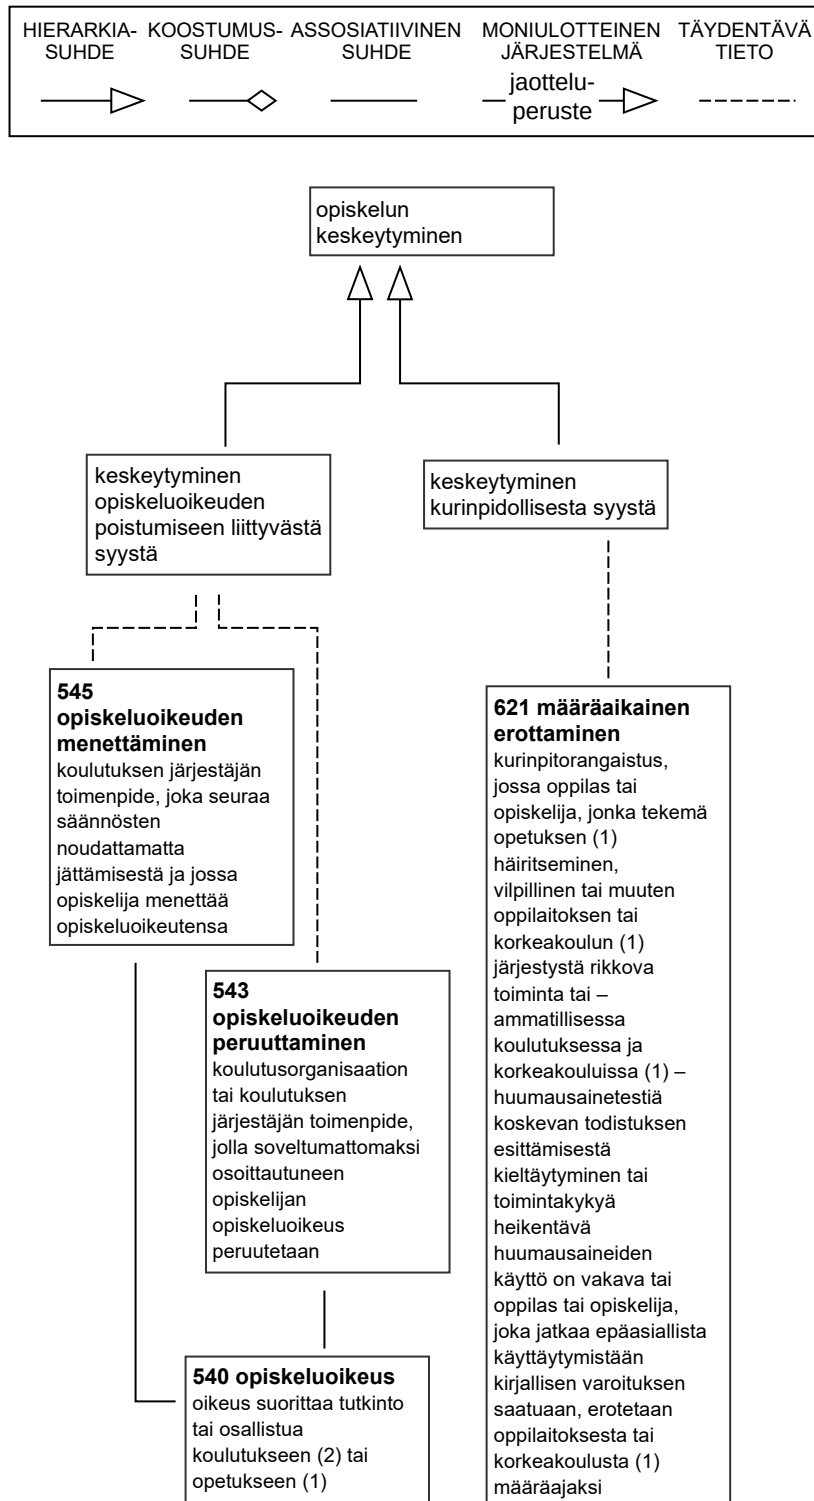 HIERARKIA-
SUHDE
KOOSTUMUS-
SUHDE
ASSOSIATIIVINEN
SUHDE
MONIULOTTEINEN
JÄRJESTELMÄ
jaottelu-
peruste
TÄYDENTÄVÄ
TIETO
opiskelun
keskeytyminen
keskeytyminen
opiskeluoikeuden
poistumiseen liittyvästä
syystä
keskeytyminen
kurinpidollisesta syystä
545
opiskeluoikeuden
menettäminen
koulutuksen järjestäjän
toimenpide, joka seuraa
säännösten
noudattamatta
jättämisestä ja jossa
opiskelija menettää
opiskeluoikeutensa
543
opiskeluoikeuden
peruuttaminen
koulutusorganisaation
tai koulutuksen
järjestäjän toimenpide,
jolla soveltumattomaksi
osoittautuneen
opiskelijan
opiskeluoikeus
peruutetaan
540 opiskeluoikeus
oikeus suorittaa tutkinto
tai osallistua
koulutukseen (2) tai
opetukseen (1)
621 määräaikainen
erottaminen
kurinpitorangaistus,
jossa oppilas tai
opiskelija, jonka tekemä
opetuksen (1)
häiritseminen,
vilpillinen tai muuten
oppilaitoksen tai
korkeakoulun (1)
järjestystä rikkova
toiminta tai –
ammatillisessa
koulutuksessa ja
korkeakouluissa (1) –
huumausainetestiä
koskevan todistuksen
esittämisestä
kieltäytyminen tai
toimintakykyä
heikentävä
huumausaineiden
käyttö on vakava tai
oppilas tai opiskelija,
joka jatkaa epäasiallista
käyttäytymistään
kirjallisen varoituksen
saatuaan, erotetaan
oppilaitoksesta tai
korkeakoulusta (1)
määräajaksi